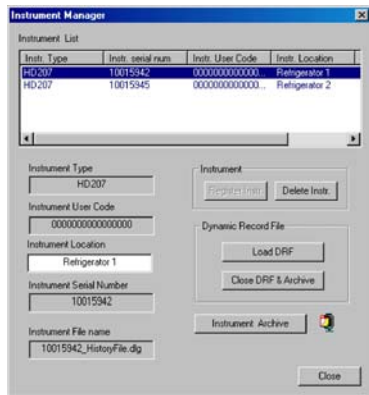 Instrument Manager
Instrument List
Instr. Type Instr. serial num Instr. User Code Instr. Location
HD207 10015942 0000000000000... Refrigerator 1
HD207 10015945 0000000000000... Refrigerator 2
Instrument Type
HD207
Instrument User Code
0000000000000000
Instrument Location
Refrigerator 1
Instrument Serial Number
10015942
Instrument File name
10015942_HistoryFile.dlg
Instrument
Register Instr.
Delete Instr.
Dynamic Record File
Load DRF
Close DRF & Archive
Instrument Archive
Close